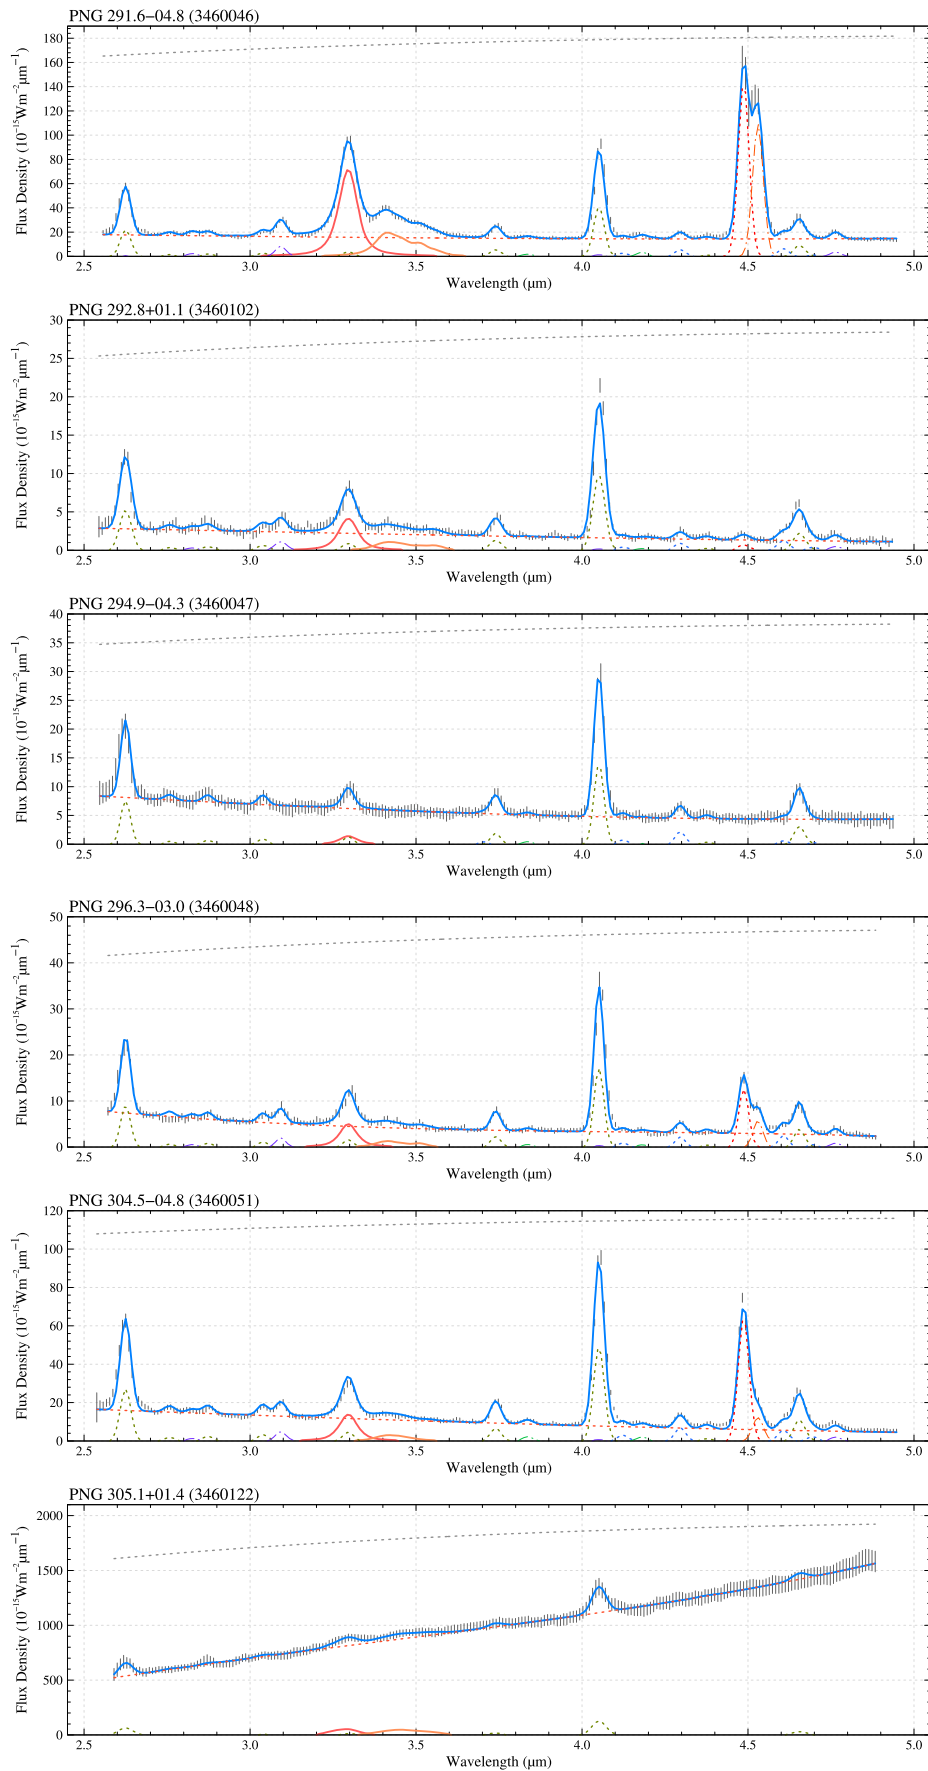 PNG 291.6−04.8 (3460046)
180
160
140
120
100
80
60
40
20
0
Flux Density (10⁻¹⁵Wm⁻²μm⁻¹)
2.5 3.0 3.5 4.0 4.5 5.0
Wavelength (μm)
PNG 292.8+01.1 (3460102)
30
25
20
15
10
5
0
Flux Density (10⁻¹⁵Wm⁻²μm⁻¹)
2.5 3.0 3.5 4.0 4.5 5.0
Wavelength (μm)
PNG 294.9−04.3 (3460047)
40
35
30
25
20
15
10
5
0
Flux Density (10⁻¹⁵Wm⁻²μm⁻¹)
2.5 3.0 3.5 4.0 4.5 5.0
Wavelength (μm)
PNG 296.3−03.0 (3460048)
50
40
30
20
10
0
Flux Density (10⁻¹⁵Wm⁻²μm⁻¹)
2.5 3.0 3.5 4.0 4.5 5.0
Wavelength (μm)
PNG 304.5−04.8 (3460051)
120
100
80
60
40
20
0
Flux Density (10⁻¹⁵Wm⁻²μm⁻¹)
2.5 3.0 3.5 4.0 4.5 5.0
Wavelength (μm)
PNG 305.1+01.4 (3460122)
2000
1500
1000
500
0
Flux Density (10⁻¹⁵Wm⁻²μm⁻¹)
2.5 3.0 3.5 4.0 4.5 5.0
Wavelength (μm)